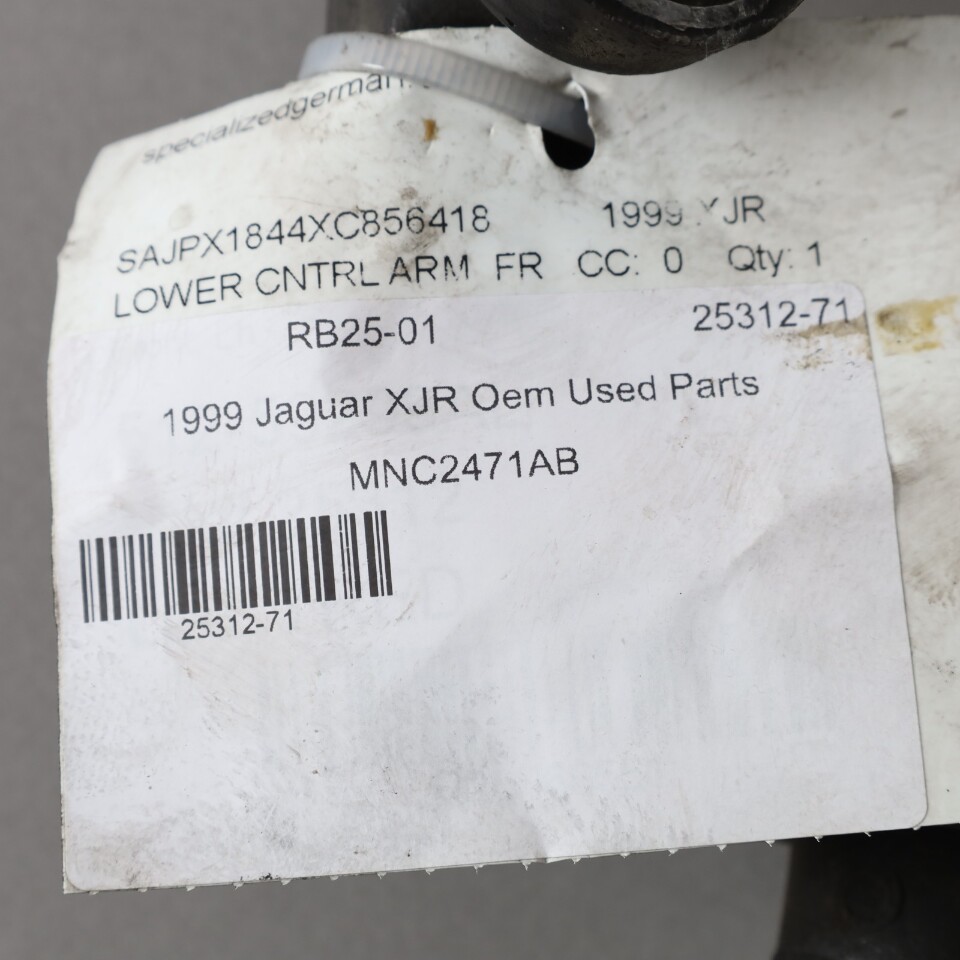 specializedgerman.
SAJPX1844XC856418 1999 XJR
LOWER CNTRL ARM FR CC: 0 Qty: 1
RB25-01 25312-71
1999 Jaguar XJR Oem Used Parts
MNC2471AB
25312-71